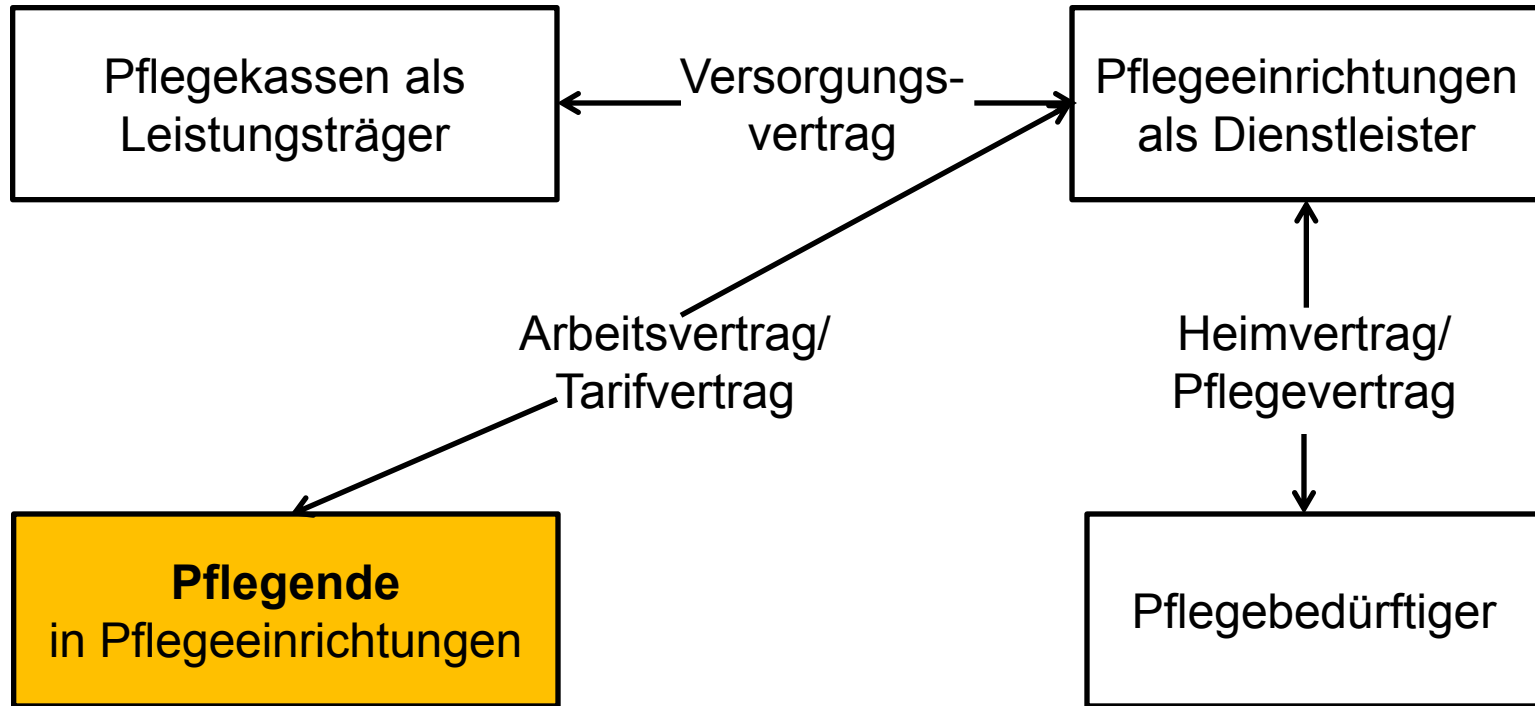 Pflegekassen als
Leistungsträger
Versorgungs-
vertrag
Pflegeeinrichtungen
als Dienstleister
Arbeitsvertrag/
Tarifvertrag
Heimvertrag/
Pflegevertrag
Pflegende
in Pflegeeinrichtungen
Pflegebedürftiger